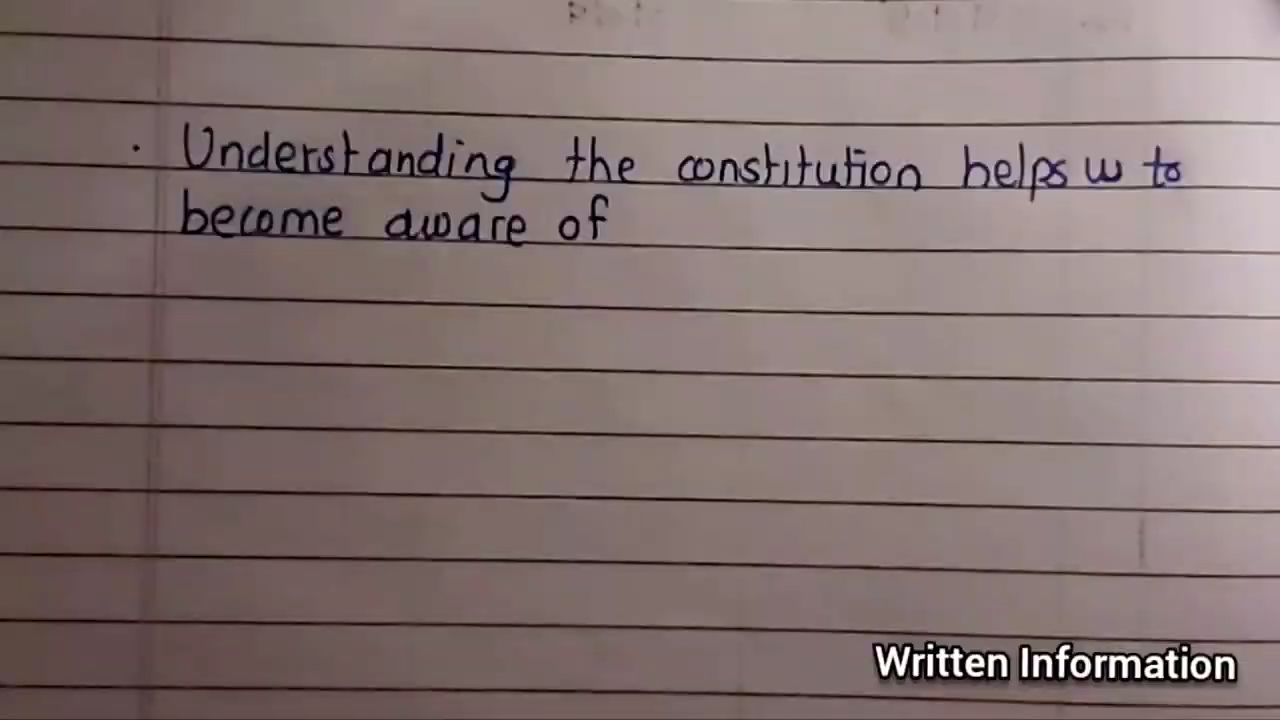 . Understanding the constitution helps us to
become aware of
Written Information